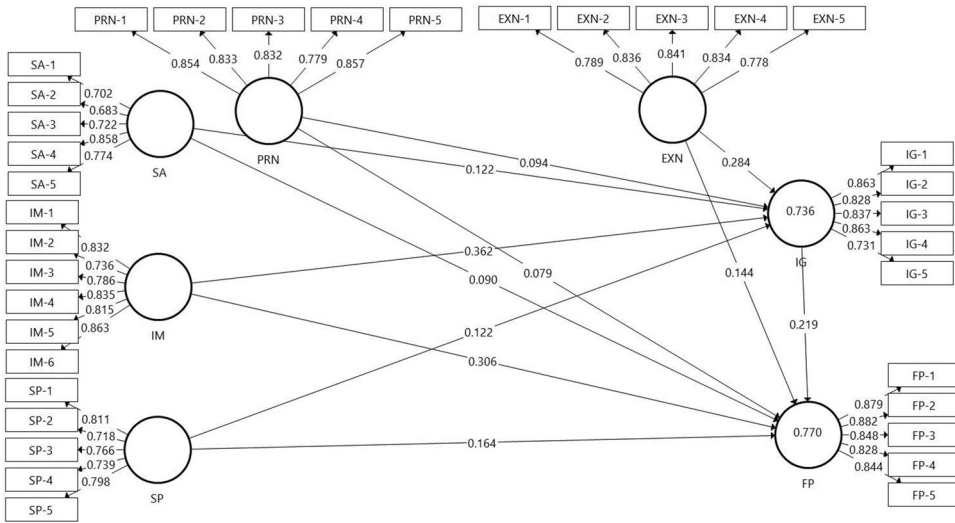 PRN-1 PRN-2 PRN-3 PRN-4 PRN-5
EXN-1 EXN-2 EXN-3 EXN-4 EXN-5
0.854 0.833 0.832 0.779 0.857
0.789 0.836 0.841 0.834 0.778
SA-1
SA-2
SA-3
SA-4
SA-5
0.702
0.683
0.722
0.858
0.774
SA
PRN
EXN
0.094
0.122
0.284
IM-1
IM-2
IM-3
IM-4
IM-5
IM-6
0.832
0.736
0.786
0.835
0.815
0.863
IM
0.362
0.079
0.090
0.144
0.122
0.306
0.219
0.736
IG
0.863
0.828
0.837
0.863
0.731
IG-1
IG-2
IG-3
IG-4
IG-5
SP-1
SP-2
SP-3
SP-4
SP-5
0.811
0.718
0.766
0.739
0.798
SP
0.164
0.770
FP
0.879
0.882
0.848
0.828
0.844
FP-1
FP-2
FP-3
FP-4
FP-5